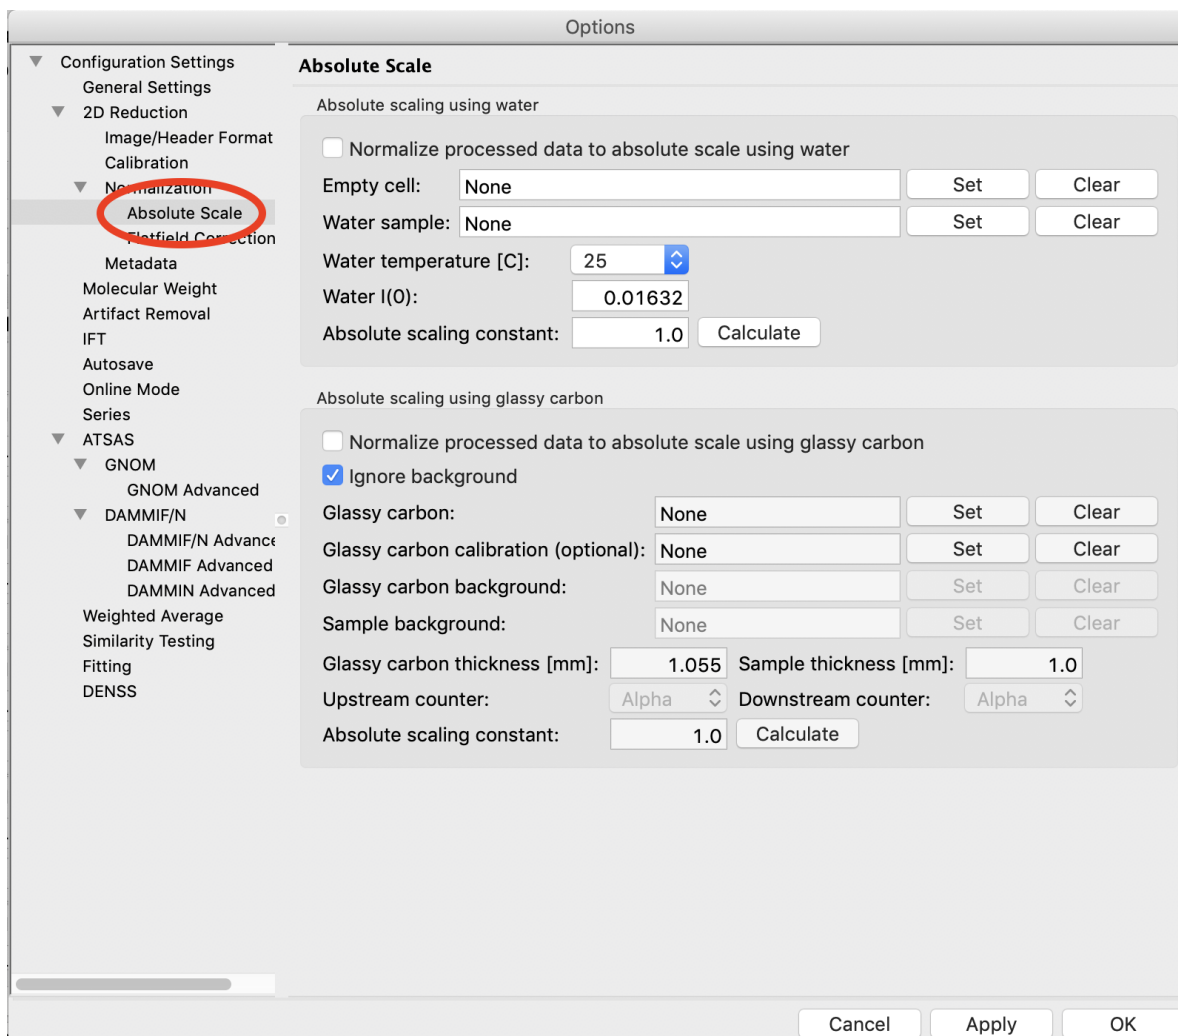 Options
Configuration Settings
General Settings
2D Reduction
Image/Header Format
Calibration
Normalization
Absolute Scale
Flatfield Correction
Metadata
Molecular Weight
Artifact Removal
IFT
Autosave
Online Mode
Series
ATSAS
GNOM
GNOM Advanced
DAMMIF/N
DAMMIF/N Advance
DAMMIF Advanced
DAMMIN Advanced
Weighted Average
Similarity Testing
Fitting
DENSS
Absolute Scale
Absolute scaling using water
Normalize processed data to absolute scale using water
Empty cell: None Set Clear
Water sample: None Set Clear
Water temperature [C]: 25
Water I(0): 0.01632
Absolute scaling constant: 1.0 Calculate
Absolute scaling using glassy carbon
Normalize processed data to absolute scale using glassy carbon
Ignore background
Glassy carbon: None Set Clear
Glassy carbon calibration (optional): None Set Clear
Glassy carbon background: None Set Clear
Sample background: None Set Clear
Glassy carbon thickness [mm]: 1.055 Sample thickness [mm]: 1.0
Upstream counter: Alpha Downstream counter: Alpha
Absolute scaling constant: 1.0 Calculate
Cancel Apply OK